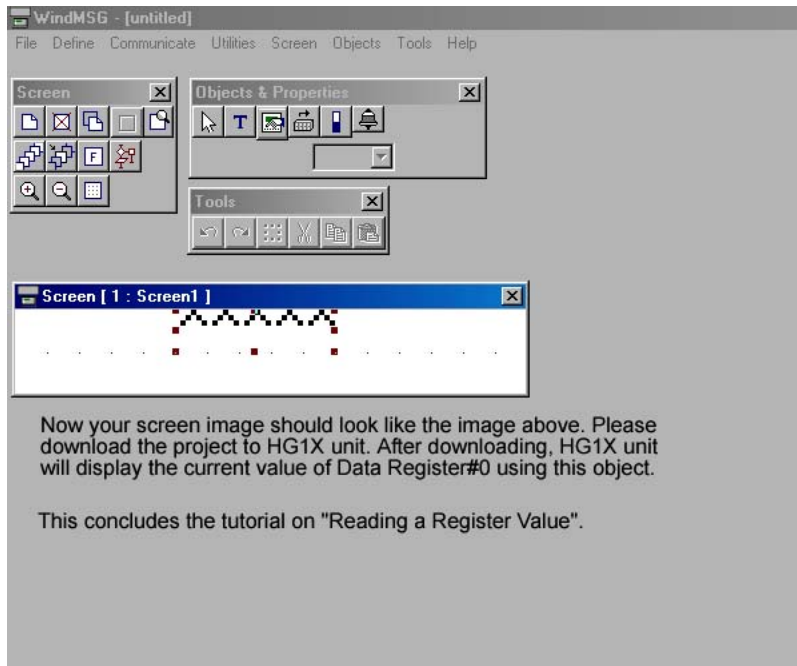 WindMSG - [untitled]
File Define Communicate Utilities Screen Objects Tools Help
Screen
Objects & Properties
T
F
Tools
Screen [ 1 : Screen1 ]
Now your screen image should look like the image above. Please
download the project to HG1X unit. After downloading, HG1X unit
will display the current value of Data Register#0 using this object.
This concludes the tutorial on "Reading a Register Value".